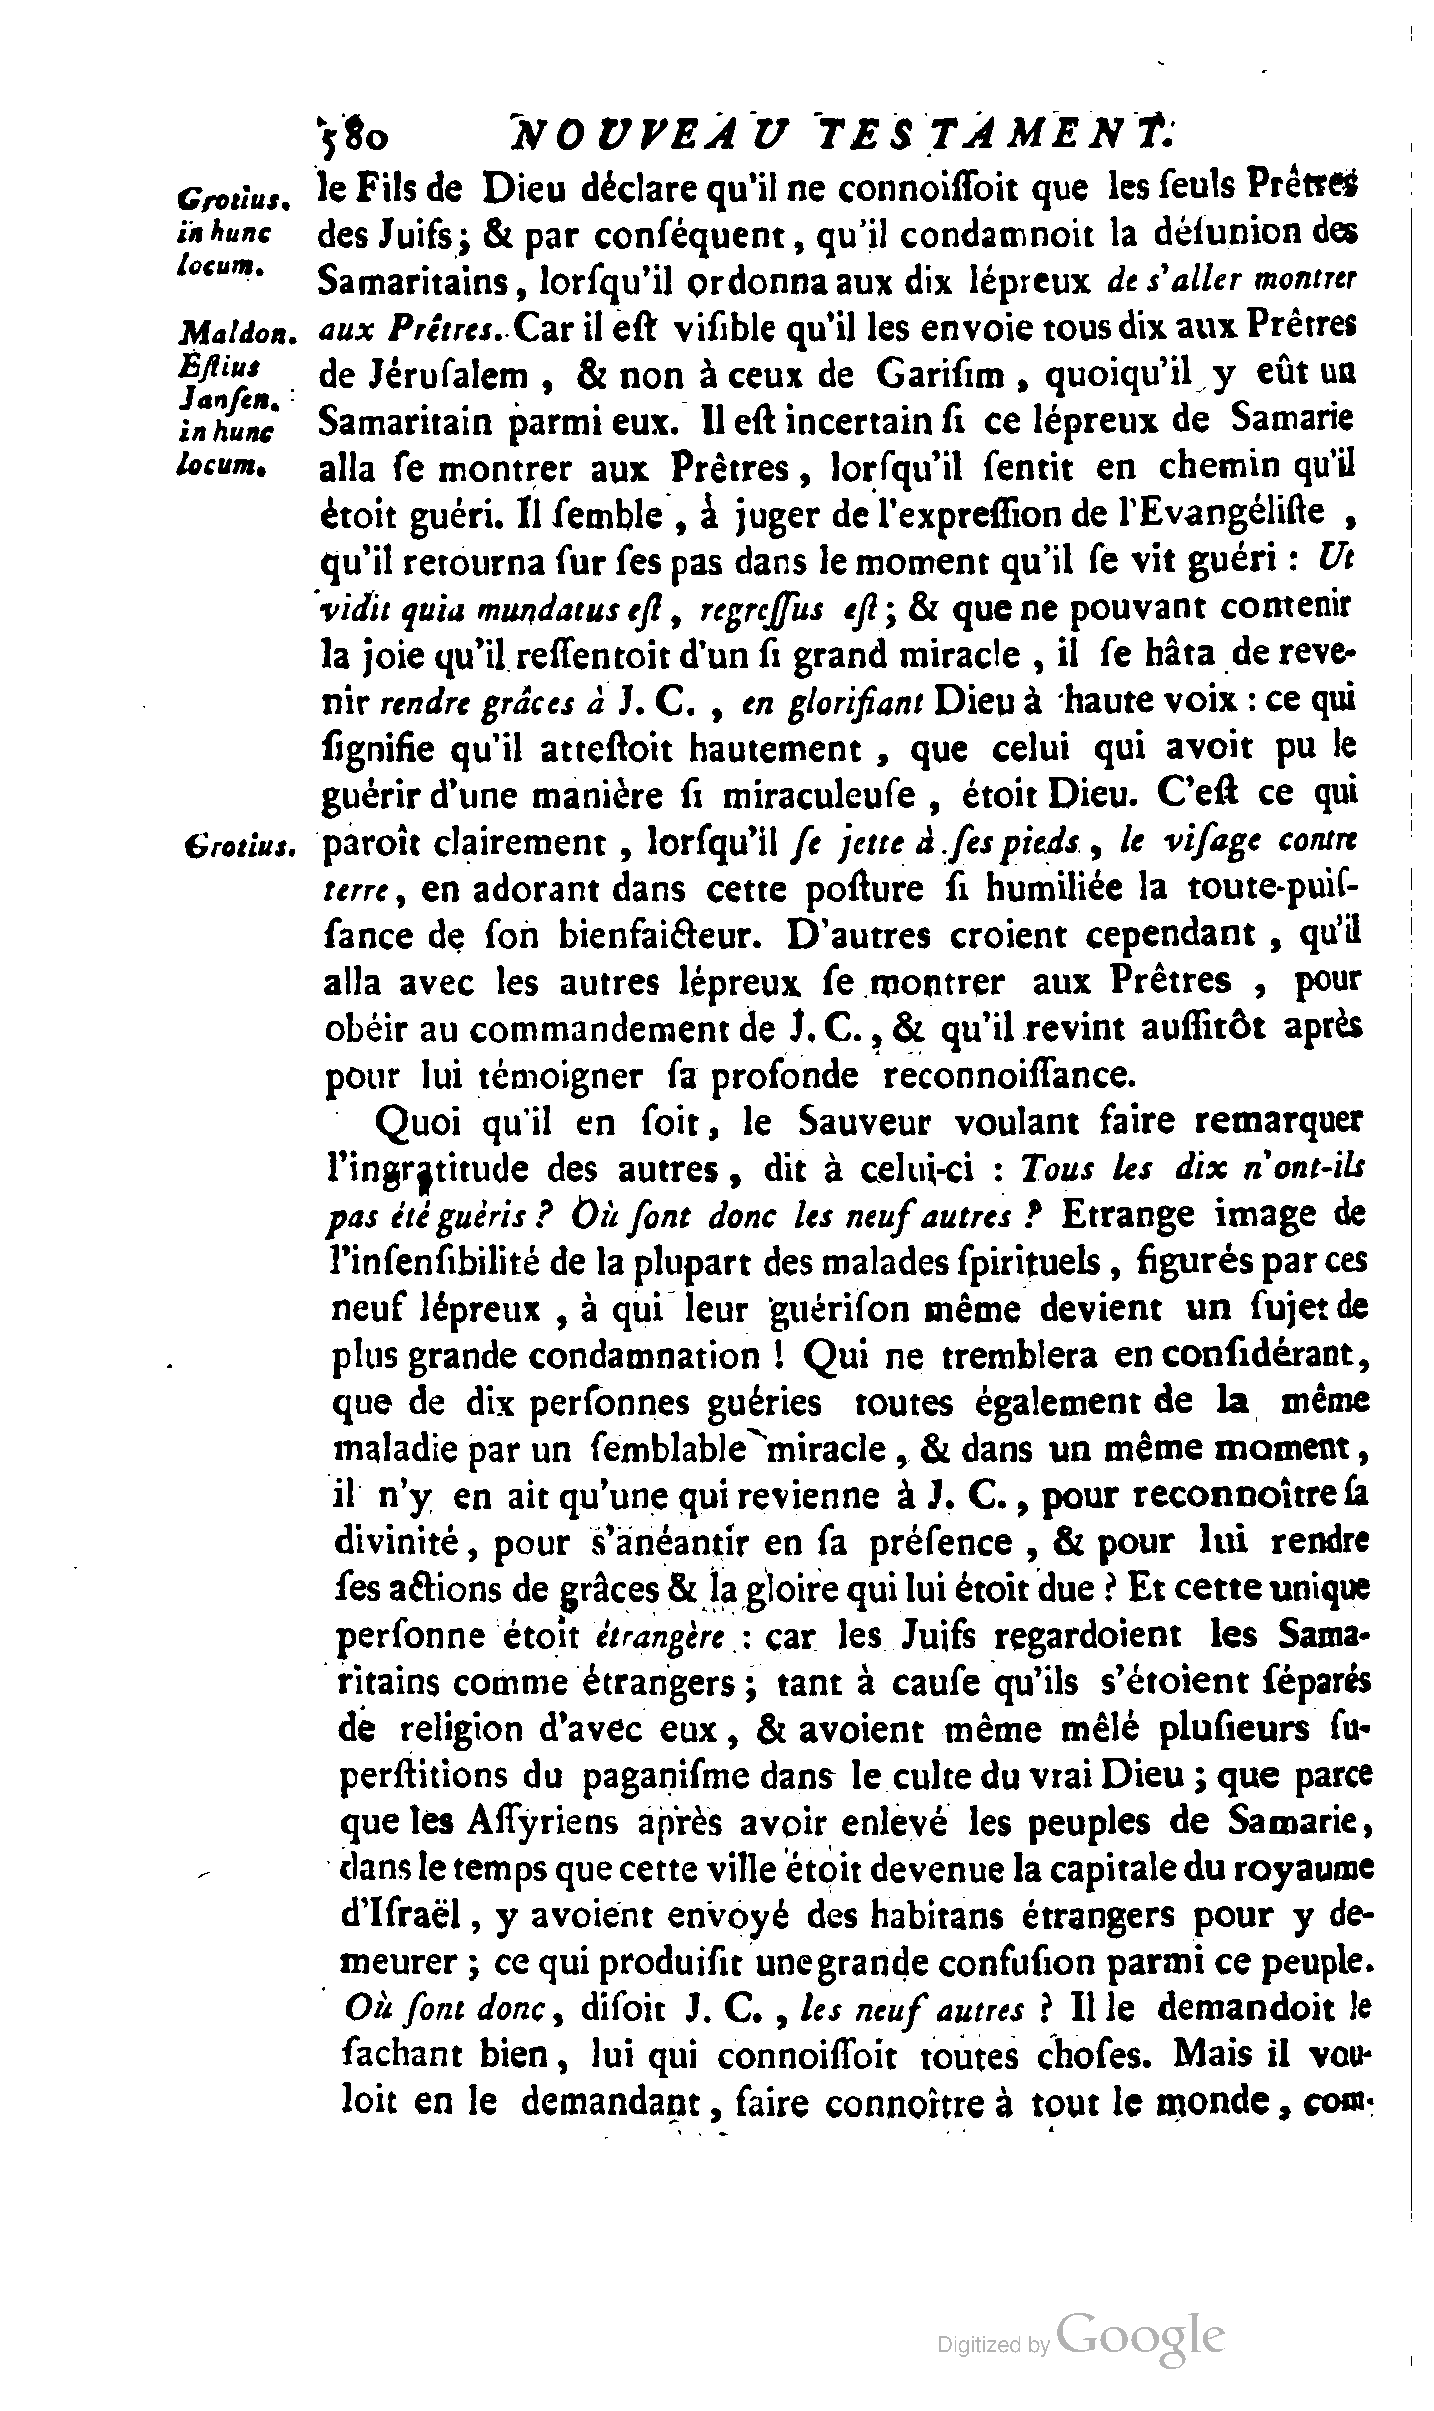 580 NOUVEAU TESTAMENT.
Grotius.
in hunc
locum.
Maldon.
Eſtius
Janſen.
in hunc
locum.
Grotius.
le Fils de Dieu déclare qu'il ne connoiſſoit que les ſeuls Prêtres
des Juifs; & par conſéquent, qu'il condamnoit la déſunion des
Samaritains, lorſqu'il ordonna aux dix lépreux de s'aller montrer
aux Prêtres. Car il eſt viſible qu'il les envoie tous dix aux Prêtres
de Jéruſalem, & non à ceux de Gariſim, quoiqu'il y eût un
Samaritain parmi eux. Il eſt incertain ſi ce lépreux de Samarie
alla ſe montrer aux Prêtres, lorſqu'il ſentit en chemin qu'il
étoit guéri. Il ſemble, à juger de l'expreſſion de l'Evangéliſte,
qu'il retourna ſur ſes pas dans le moment qu'il ſe vit guéri : Ut
vidit quia mundatus eſt, regreſſus eſt; & que ne pouvant contenir
la joie qu'il reſſentoit d'un ſi grand miracle, il ſe hâta de reve-
nir rendre grâces à J. C., en glorifiant Dieu à haute voix : ce qui
ſignifie qu'il atteſtoit hautement, que celui qui avoit pu le
guérir d'une manière ſi miraculeuſe, étoit Dieu. C'eſt ce qui
paroît clairement, lorſqu'il ſe jette à ſes pieds, le viſage contre
terre, en adorant dans cette poſture ſi humiliée la toute-puiſ-
ſance de ſon bienfaicteur. D'autres croient cependant, qu'il
alla avec les autres lépreux ſe montrer aux Prêtres, pour
obéir au commandement de J. C., & qu'il revint auſſitôt après
pour lui témoigner ſa profonde reconnoiſſance.
Quoi qu'il en ſoit, le Sauveur voulant faire remarquer
l'ingratitude des autres, dit à celui-ci : Tous les dix n'ont-ils
pas été guéris ? Où ſont donc les neuf autres ? Etrange image de
l'inſenſibilité de la plupart des malades ſpirituels, figurés par ces
neuf lépreux, à qui leur guériſon même devient un ſujet de
plus grande condamnation ! Qui ne tremblera en conſidérant,
que de dix perſonnes guéries toutes également de la même
maladie par un ſemblable miracle, & dans un même moment,
il n'y en ait qu'une qui revienne à J. C., pour reconnoître ſa
divinité, pour s'anéantir en ſa préſence, & pour lui rendre
ſes actions de grâces & la gloire qui lui étoit due ? Et cette unique
perſonne étoit étrangère : car les Juifs regardoient les Sama-
ritains comme étrangers; tant à cauſe qu'ils s'étoient ſéparés
de religion d'avec eux, & avoient même mêlé pluſieurs ſu-
perſtitions du paganiſme dans le culte du vrai Dieu; que parce
que les Aſſyriens après avoir enlevé les peuples de Samarie,
dans le temps que cette ville étoit devenue la capitale du royaume
d'Iſraël, y avoient envoyé des habitans étrangers pour y de-
meurer; ce qui produiſit une grande confuſion parmi ce peuple.
Où ſont donc, diſoit J. C., les neuf autres ? Il le demandoit le
ſachant bien, lui qui connoiſſoit toutes choſes. Mais il vou-
loit en le demandant, faire connoître à tout le monde, com-
Digitized by Google